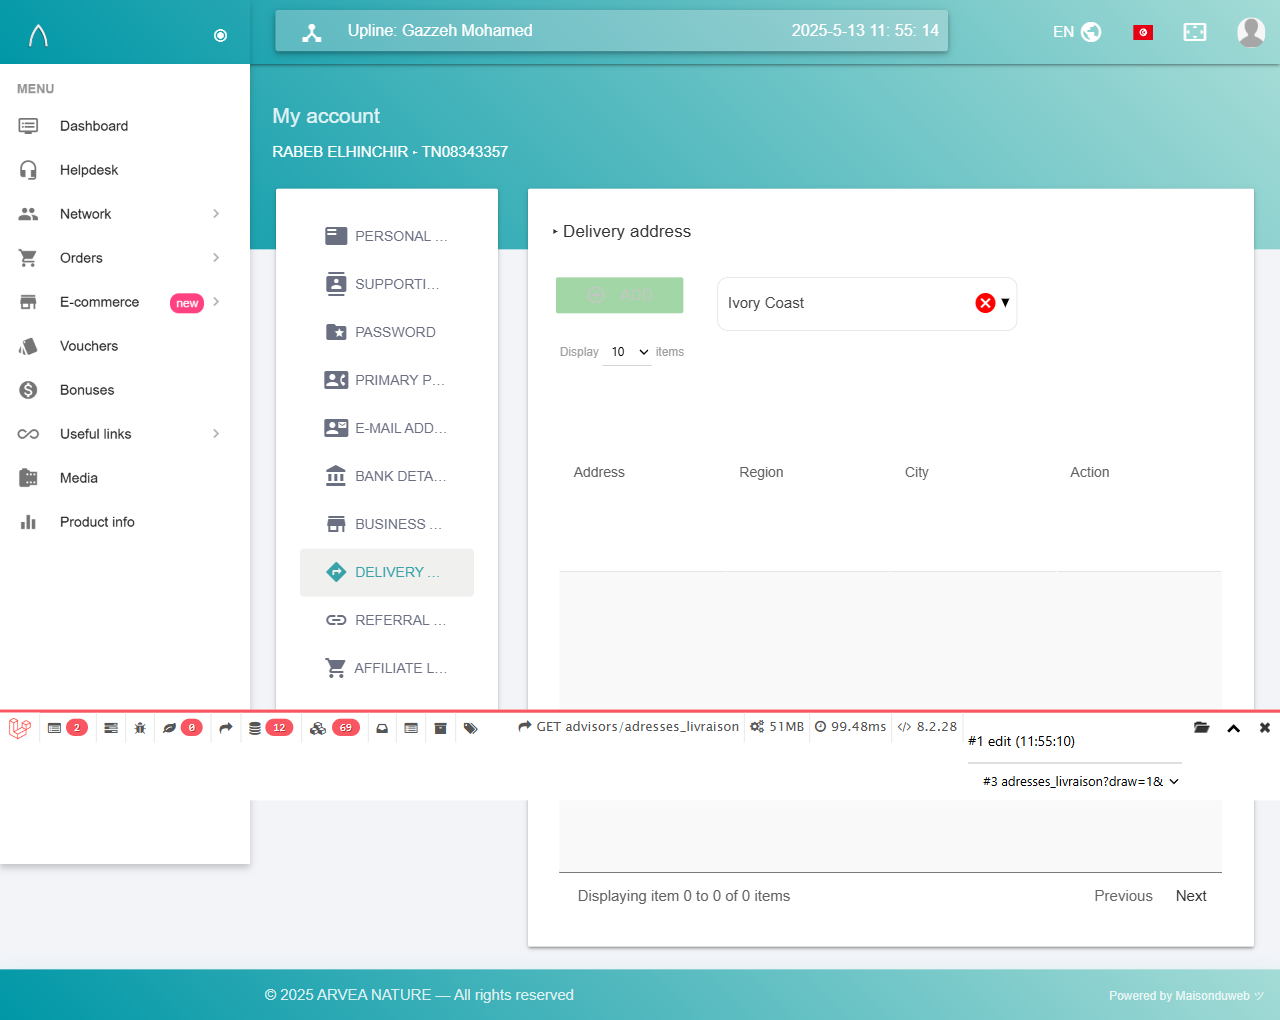 Upline: Gazzeh Mohamed
2025-5-13 11: 55: 14
EN
MENU
Dashboard
Helpdesk
Network
Orders
E-commerce
new
Vouchers
Bonuses
Useful links
Media
Product info
My account
RABEB ELHINCHIR - TN08343357
PERSONAL ...
SUPPORTI...
PASSWORD
PRIMARY P...
E-MAIL ADD...
BANK DETA...
BUSINESS ...
DELIVERY ...
REFERRAL ...
AFFILIATE L...
Delivery address
ADD
Ivory Coast
Display 10 items
Address Region City Action
2 0 12 69
GET advisors/adresses_livraison 51MB 99.48ms 8.2.28
#1 edit (11:55:10)
#3 adresses_livraison?draw=1&
Displaying item 0 to 0 of 0 items
Previous Next
© 2025 ARVEA NATURE — All rights reserved
Powered by Maisonduweb ツ